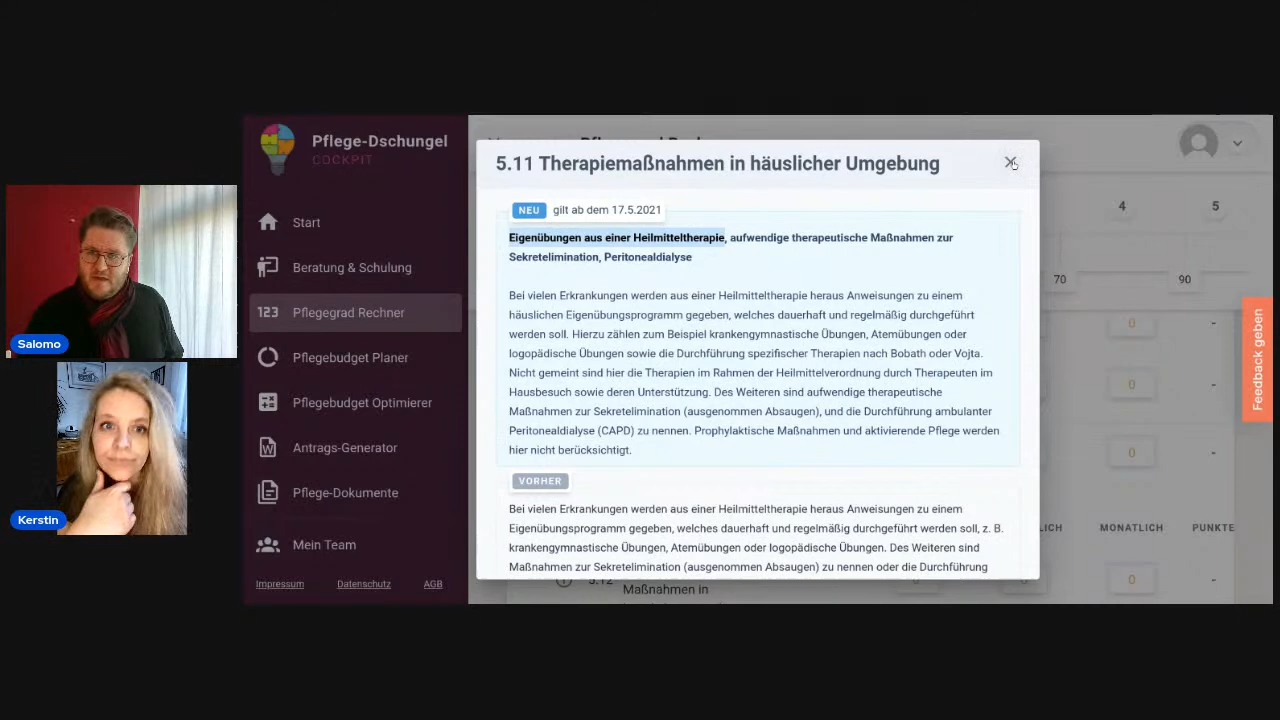 Salomo
Kerstin
Pflege-Dschungel
COCKPIT
Start
Beratung & Schulung
123 Pflegegrad Rechner
Pflegebudget Planer
Pflegebudget Optimierer
Antrags-Generator
Pflege-Dokumente
Mein Team
Impressum Datenschutz AGB
5.11 Therapiemaßnahmen in häuslicher Umgebung
NEU gilt ab dem 17.5.2021
Eigenübungen aus einer Heilmitteltherapie, aufwendige therapeutische Maßnahmen zur
Sekretelimination, Peritonealdialyse
Bei vielen Erkrankungen werden aus einer Heilmitteltherapie heraus Anweisungen zu einem
häuslichen Eigenübungsprogramm gegeben, welches dauerhaft und regelmäßig durchgeführt
werden soll. Hierzu zählen zum Beispiel krankengymnastische Übungen, Atemübungen oder
logopädische Übungen sowie die Durchführung spezifischer Therapien nach Bobath oder Vojta.
Nicht gemeint sind hier die Therapien im Rahmen der Heilmittelverordnung durch Therapeuten im
Hausbesuch sowie deren Unterstützung. Des Weiteren sind aufwendige therapeutische
Maßnahmen zur Sekretelimination (ausgenommen Absaugen), und die Durchführung ambulanter
Peritonealdialyse (CAPD) zu nennen. Prophylaktische Maßnahmen und aktivierende Pflege werden
hier nicht berücksichtigt.
VORHER
Bei vielen Erkrankungen werden aus einer Heilmitteltherapie heraus Anweisungen zu einem
Eigenübungsprogramm gegeben, welches dauerhaft und regelmäßig durchgeführt werden soll, z. B.
krankengymnastische Übungen, Atemübungen oder logopädische Übungen. Des Weiteren sind
Maßnahmen zur Sekretelimination (ausgenommen Absaugen) zu nennen oder die Durchführung
4 5
70 90
0 -
0 -
0 -
MONATLICH PUNKTE
0 -
5.12
Maßnahmen in
Feedback geben